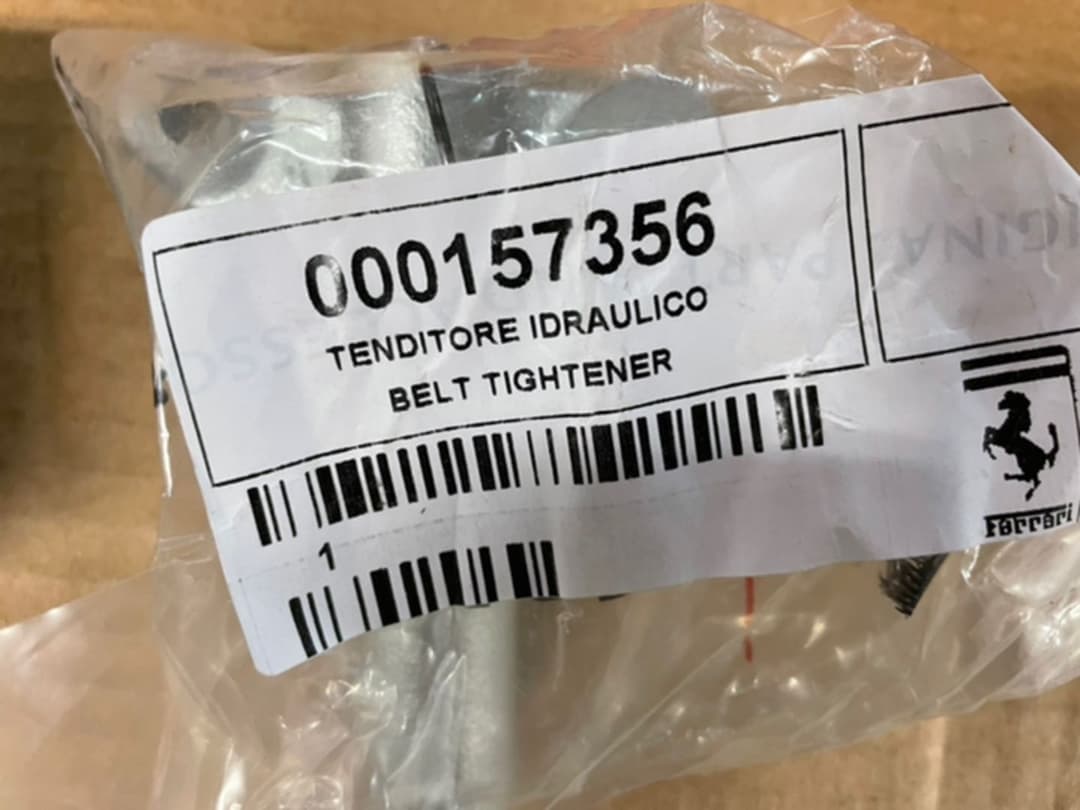 000157356
TENDITORE IDRAULICO
BELT TIGHTENER
1
Ferrari